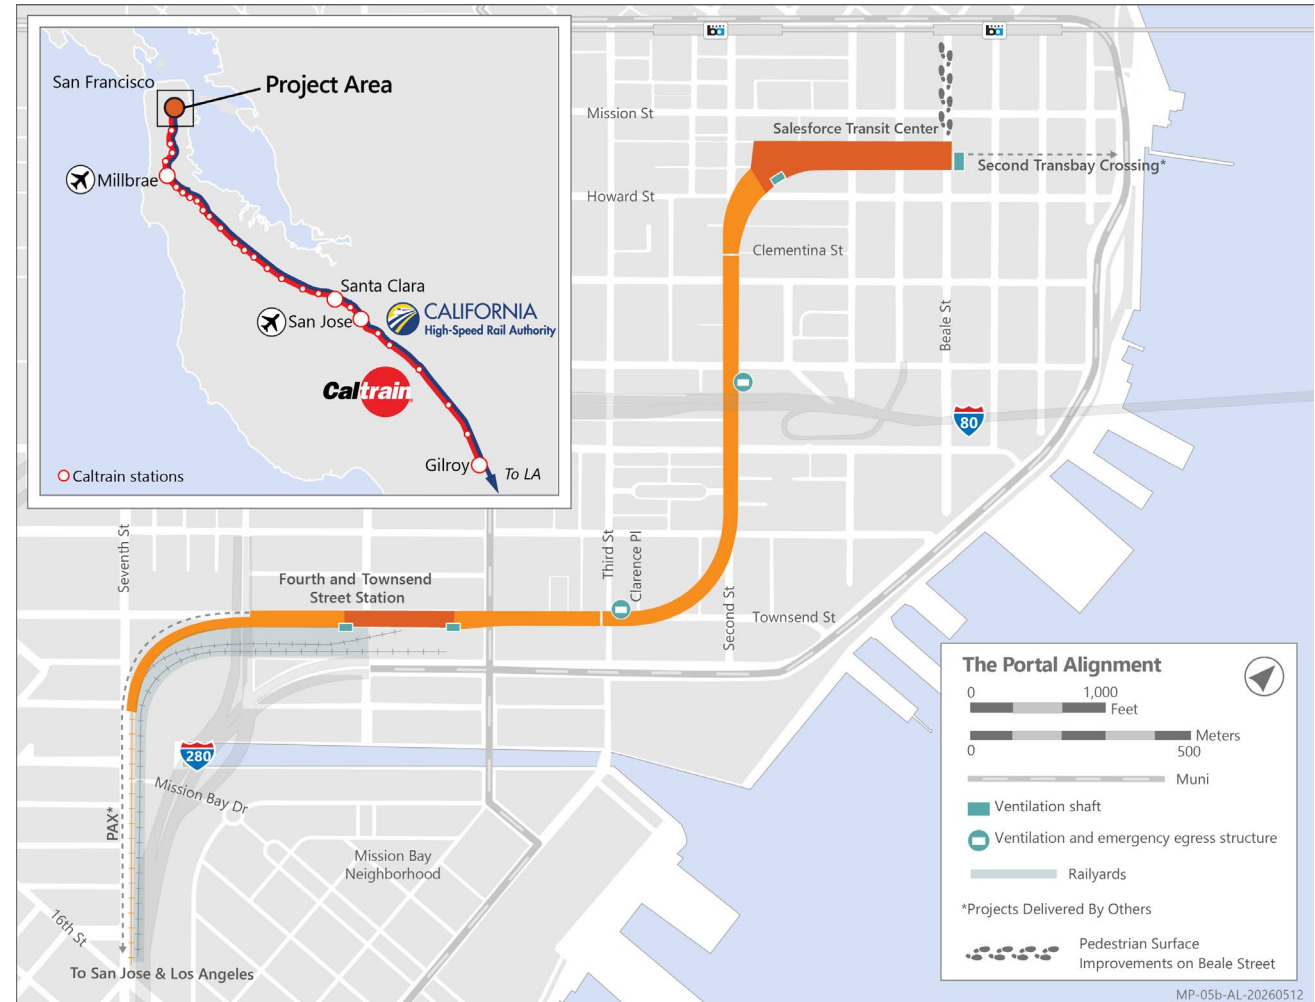 San Francisco
Project Area
Millbrae
Santa Clara
San Jose
CALIFORNIA
High-Speed Rail Authority
Caltrain
Gilroy
To LA
Caltrain stations
ba
ba
Mission St
Salesforce Transit Center
Second Transbay Crossing*
Howard St
Clementina St
Beale St
80
Seventh St
Fourth and Townsend
Street Station
Third St
Clarence Pl
Second St
Townsend St
280
Mission Bay Dr
PAX*
Mission Bay
Neighborhood
16th St
To San Jose & Los Angeles
The Portal Alignment
0 1,000
Feet
Meters
0 500
Muni
Ventilation shaft
Ventilation and emergency egress structure
Railyards
*Projects Delivered By Others
Pedestrian Surface
Improvements on Beale Street
MP-05b-AL-20260512